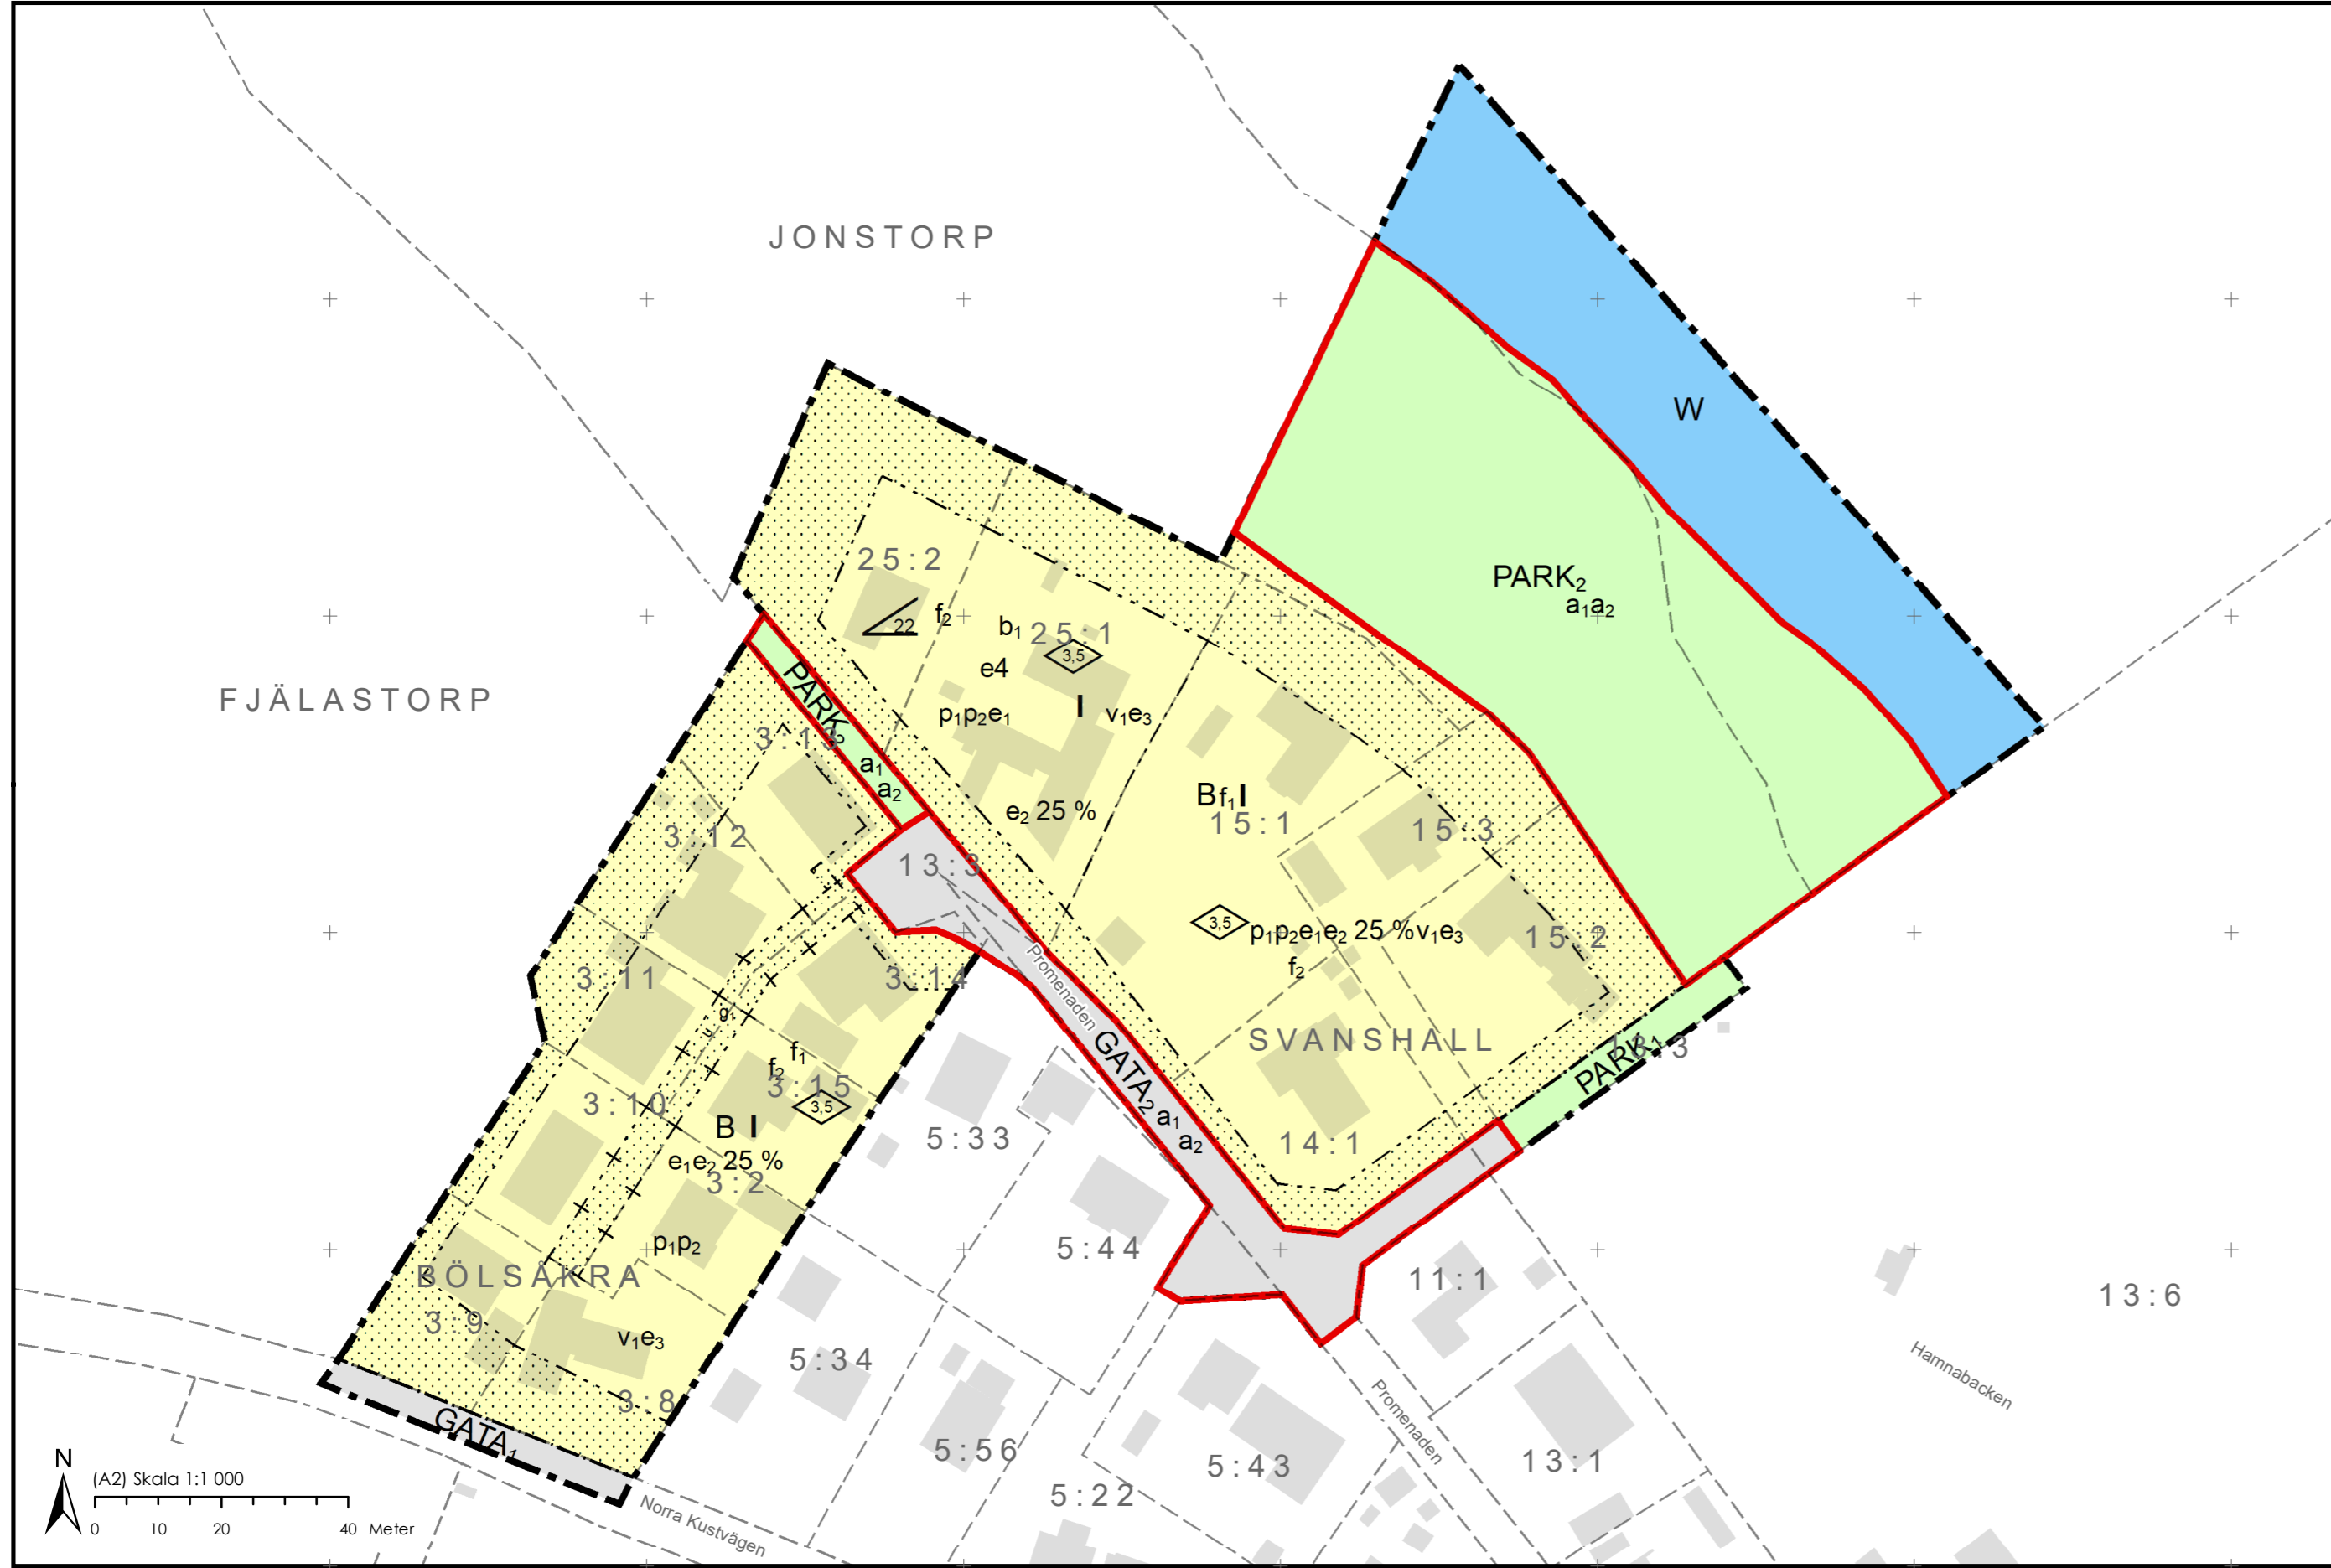 JONSTORP
W
25:2
PARK2
a1a2
22
f2
b1
25:1
3,5
e4
FJÄLASTORP
PARK2
p1p2e1
I
v1e3
3:13
a1
a2
Bf1I
e2 25 %
15:1
15:3
3:12
13:3
3,5
p1p2e1e2 25 %v1e3
15:2
f2
3:11
3:14
Promenaden
g1
SVANSHALL
13:3
f1
f2
3:15
GATA2
PARK1
3:10
3,5
a1
a2
B I
5:33
14:1
e1e2 25 %
3:2
p1p2
5:44
BÖLSÅKRA
11:1
13:6
3:9
v1e3
5:34
Hamnabacken
3:8
Promenaden
GATA1
5:56
5:43
13:1
N
(A2) Skala 1:1 000
5:22
0 10 20 40 Meter
Norra Kustvägen